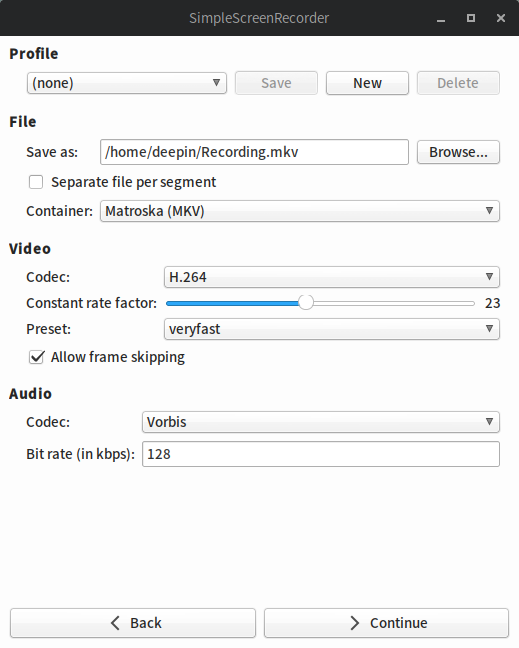 SimpleScreenRecorder
Profile
(none) Save New Delete
File
Save as: /home/deepin/Recording.mkv Browse...
Separate file per segment
Container: Matroska (MKV)
Video
Codec: H.264
Constant rate factor: 23
Preset: veryfast
Allow frame skipping
Audio
Codec: Vorbis
Bit rate (in kbps): 128
Back Continue